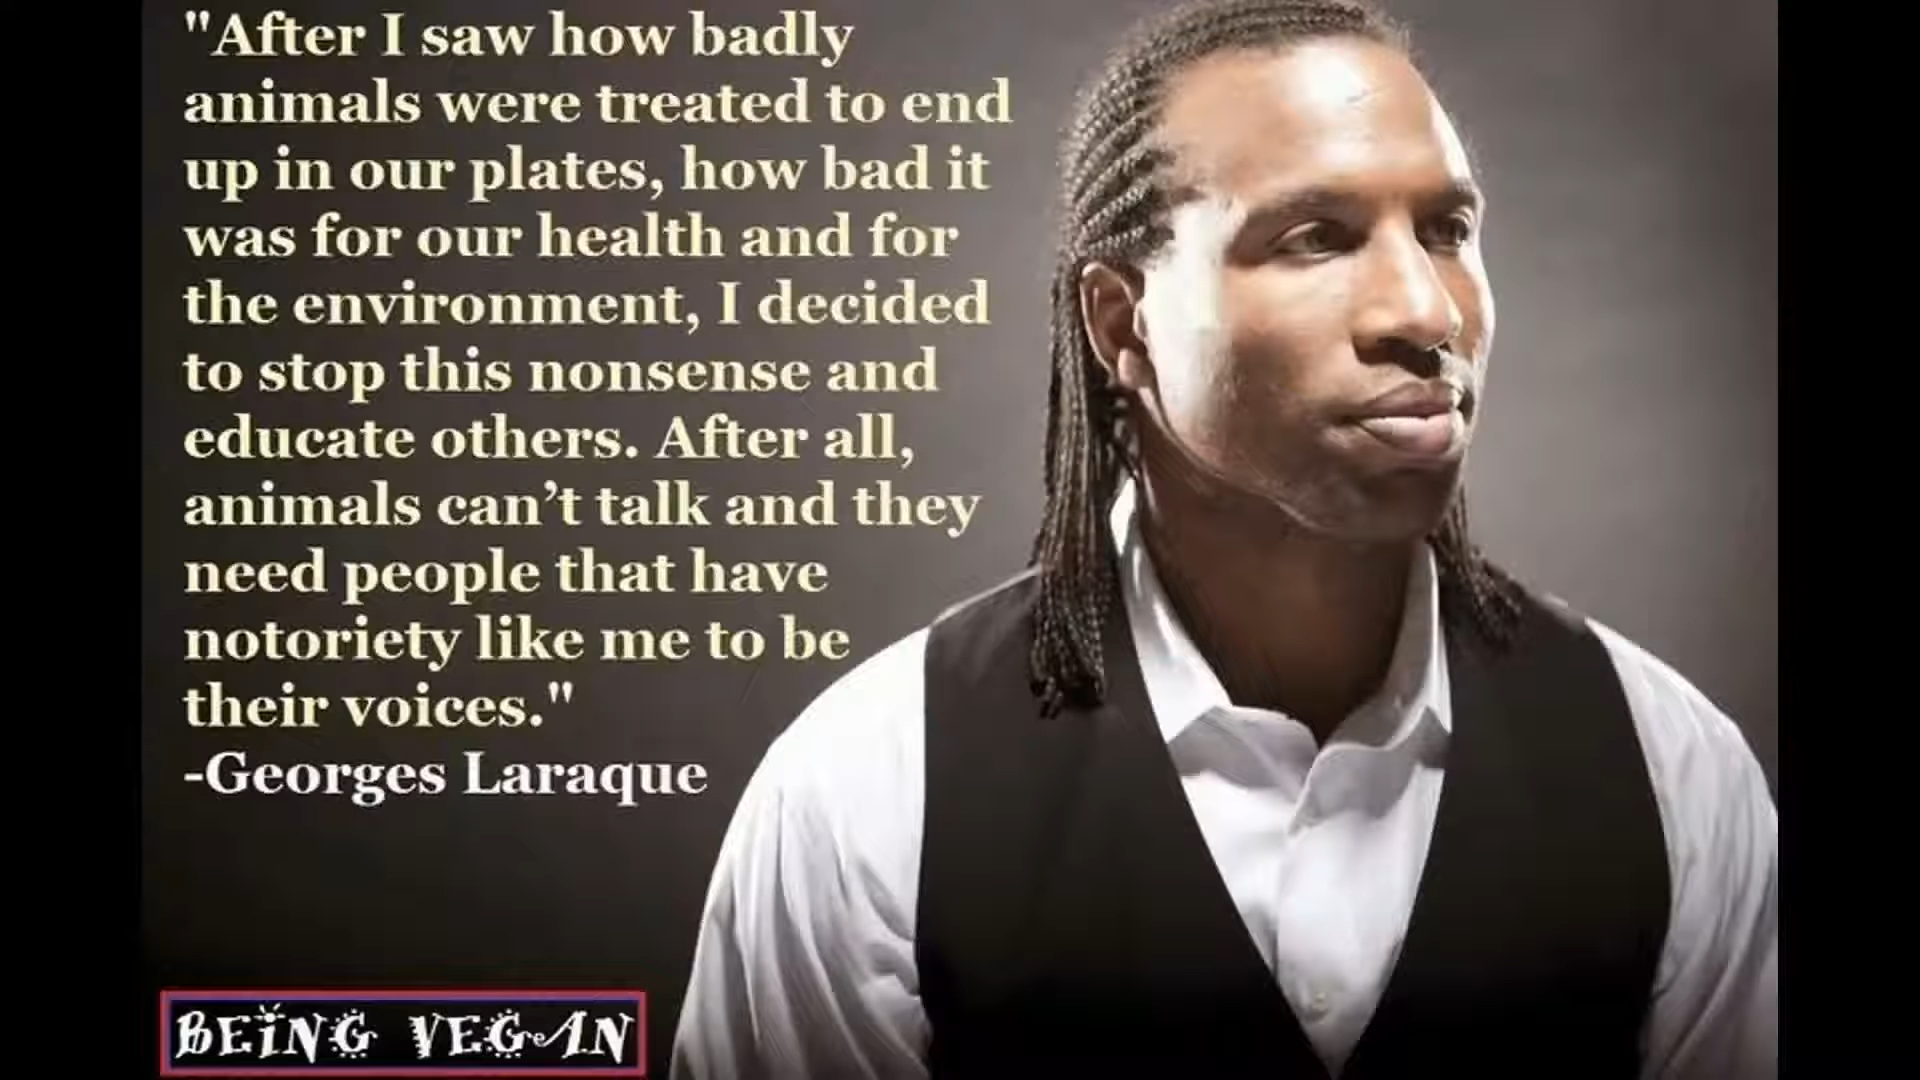 "After I saw how badly
animals were treated to end
up in our plates, how bad it
was for our health and for
the environment, I decided
to stop this nonsense and
educate others. After all,
animals can’t talk and they
need people that have
notoriety like me to be
their voices."
-Georges Laraque
BEING VEGAN